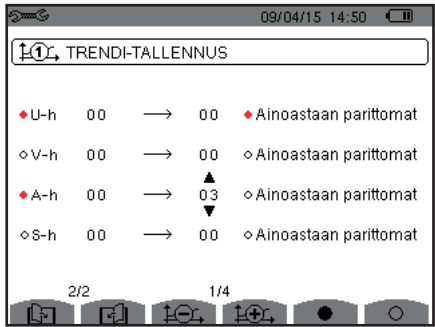 09/04/15 14:50
1 TRENDI-TALLENNUS
U-h 00 → 00 Ainoastaan parittomat
V-h 00 → 00 Ainoastaan parittomat
A-h 00 → 03 Ainoastaan parittomat
S-h 00 → 00 Ainoastaan parittomat
2/2 1/4